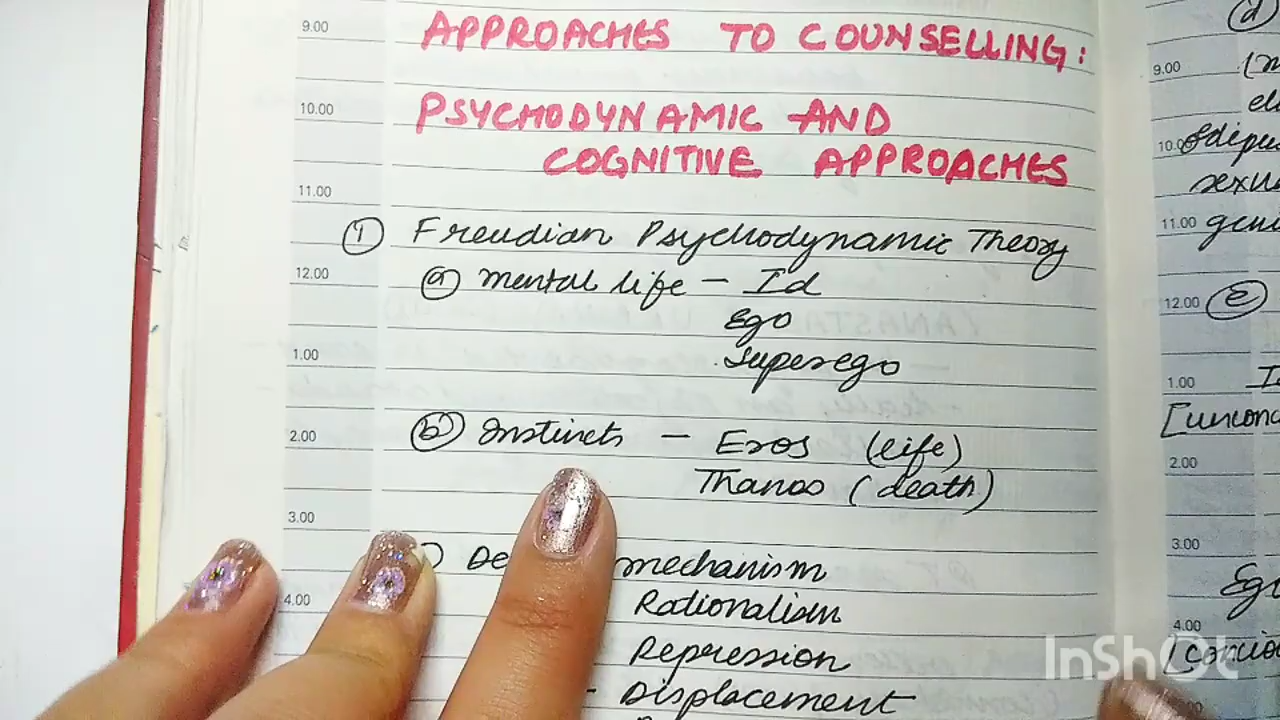 9.00 APPROACHES TO COUNSELLING:
10.00 PSYCHODYNAMIC AND
COGNITIVE APPROACHES
11.00
① Freudian Psychodynamic Theory
12.00 ⓐ mental life – Id
Ego
1.00 Superego
2.00 ⓑ Instincts – Eros (life)
Thanos (death)
3.00
mechanism
4.00 Rationalism
Repression
- Displacement
(d)
9.00
10.00
11.00
12.00 ⓔ
1.00
2.00
3.00
4.00
InShOt